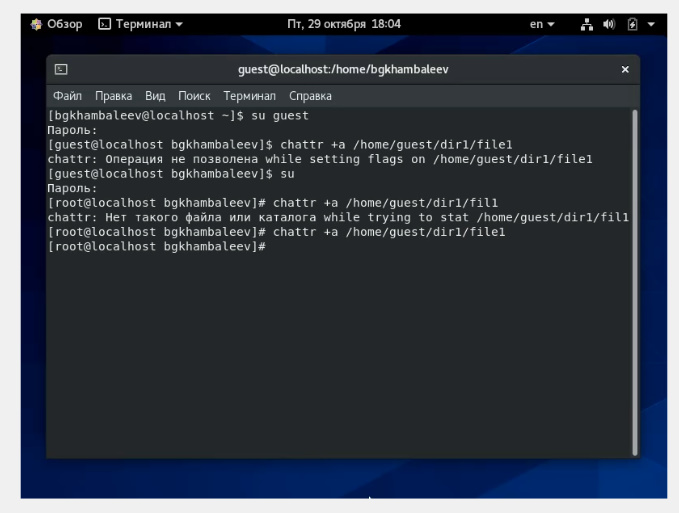 Обзор Терминал Пт, 29 октября 18:04 en
guest@localhost:/home/bgkhambaleev ×
Файл Правка Вид Поиск Терминал Справка
[bgkhambaleev@localhost ~]$ su guest
Пароль:
[guest@localhost bgkhambaleev]$ chattr +a /home/guest/dir1/file1
chattr: Операция не позволена while setting flags on /home/guest/dir1/file1
[guest@localhost bgkhambaleev]$ su
Пароль:
[root@localhost bgkhambaleev]# chattr +a /home/guest/dir1/fil1
chattr: Нет такого файла или каталога while trying to stat /home/guest/dir1/fil1
[root@localhost bgkhambaleev]# chattr +a /home/guest/dir1/file1
[root@localhost bgkhambaleev]#